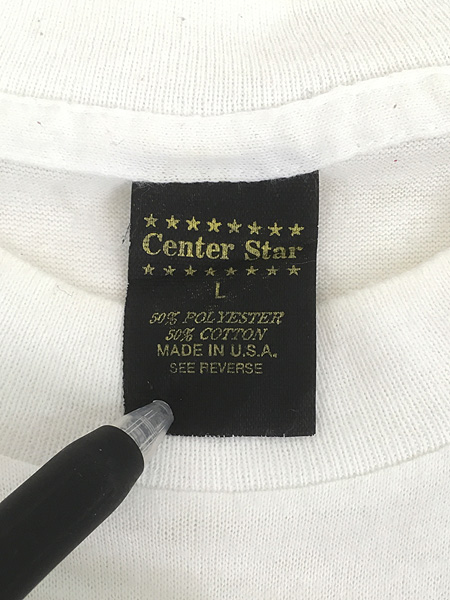 Center Star
L
50% POLYESTER
50% COTTON
MADE IN U.S.A.
SEE REVERSE